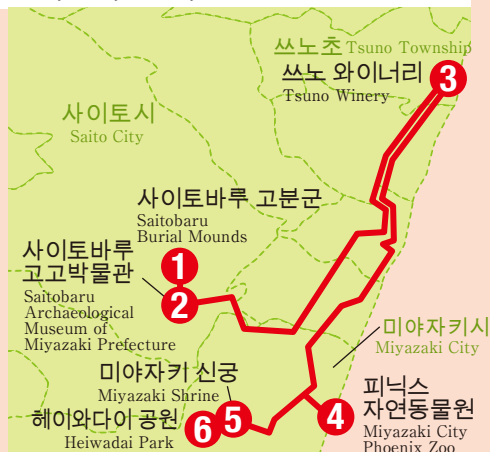 쓰노초 Tsuno Township
쓰노 와이너리
Tsuno Winery
3
사이토시
Saito City
사이토바루 고분군
Saitobaru
Burial Mounds
1
사이토바루
고고박물관
Saitobaru
Archaeological
Museum of
Miyazaki Prefecture
2
미야자키시
Miyazaki City
미야자키 신궁
Miyazaki Shrine
헤이와다이 공원
Heiwadai Park
6
5
4
피닉스
자연동물원
Miyazaki City
Phoenix Zoo